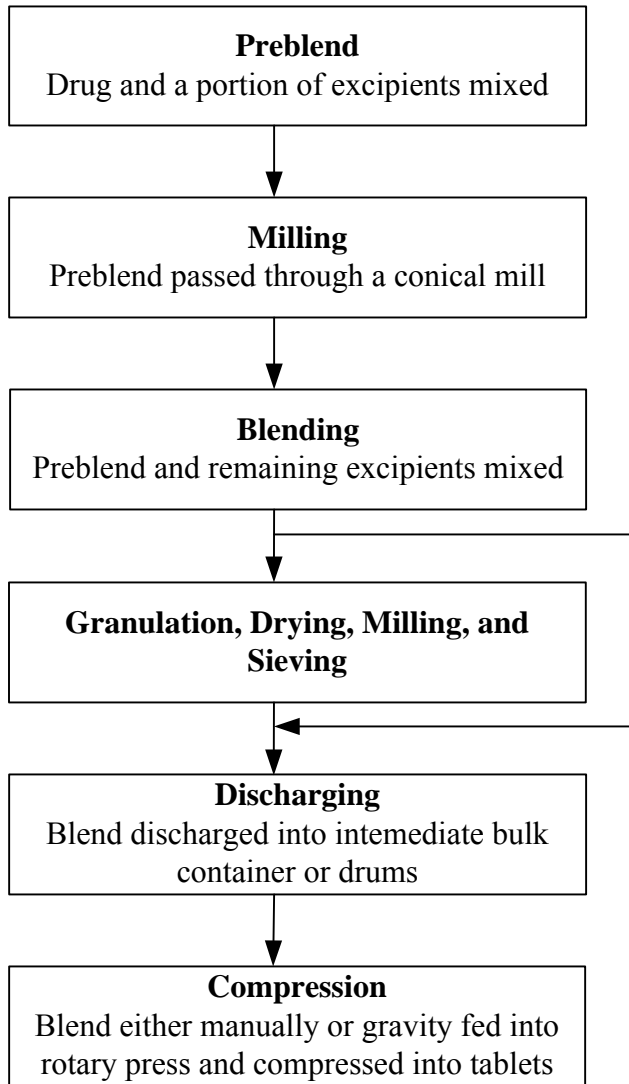 Preblend
Drug and a portion of excipients mixed
Milling
Preblend passed through a conical mill
Blending
Preblend and remaining excipients mixed
Granulation, Drying, Milling, and
Sieving
Discharging
Blend discharged into intemediate bulk
container or drums
Compression
Blend either manually or gravity fed into
rotary press and compressed into tablets